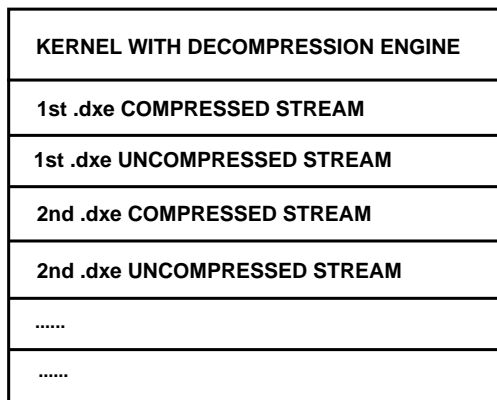 KERNEL WITH DECOMPRESSION ENGINE
1st .dxe COMPRESSED STREAM
1st .dxe UNCOMPRESSED STREAM
2nd .dxe COMPRESSED STREAM
2nd .dxe UNCOMPRESSED STREAM
......
......